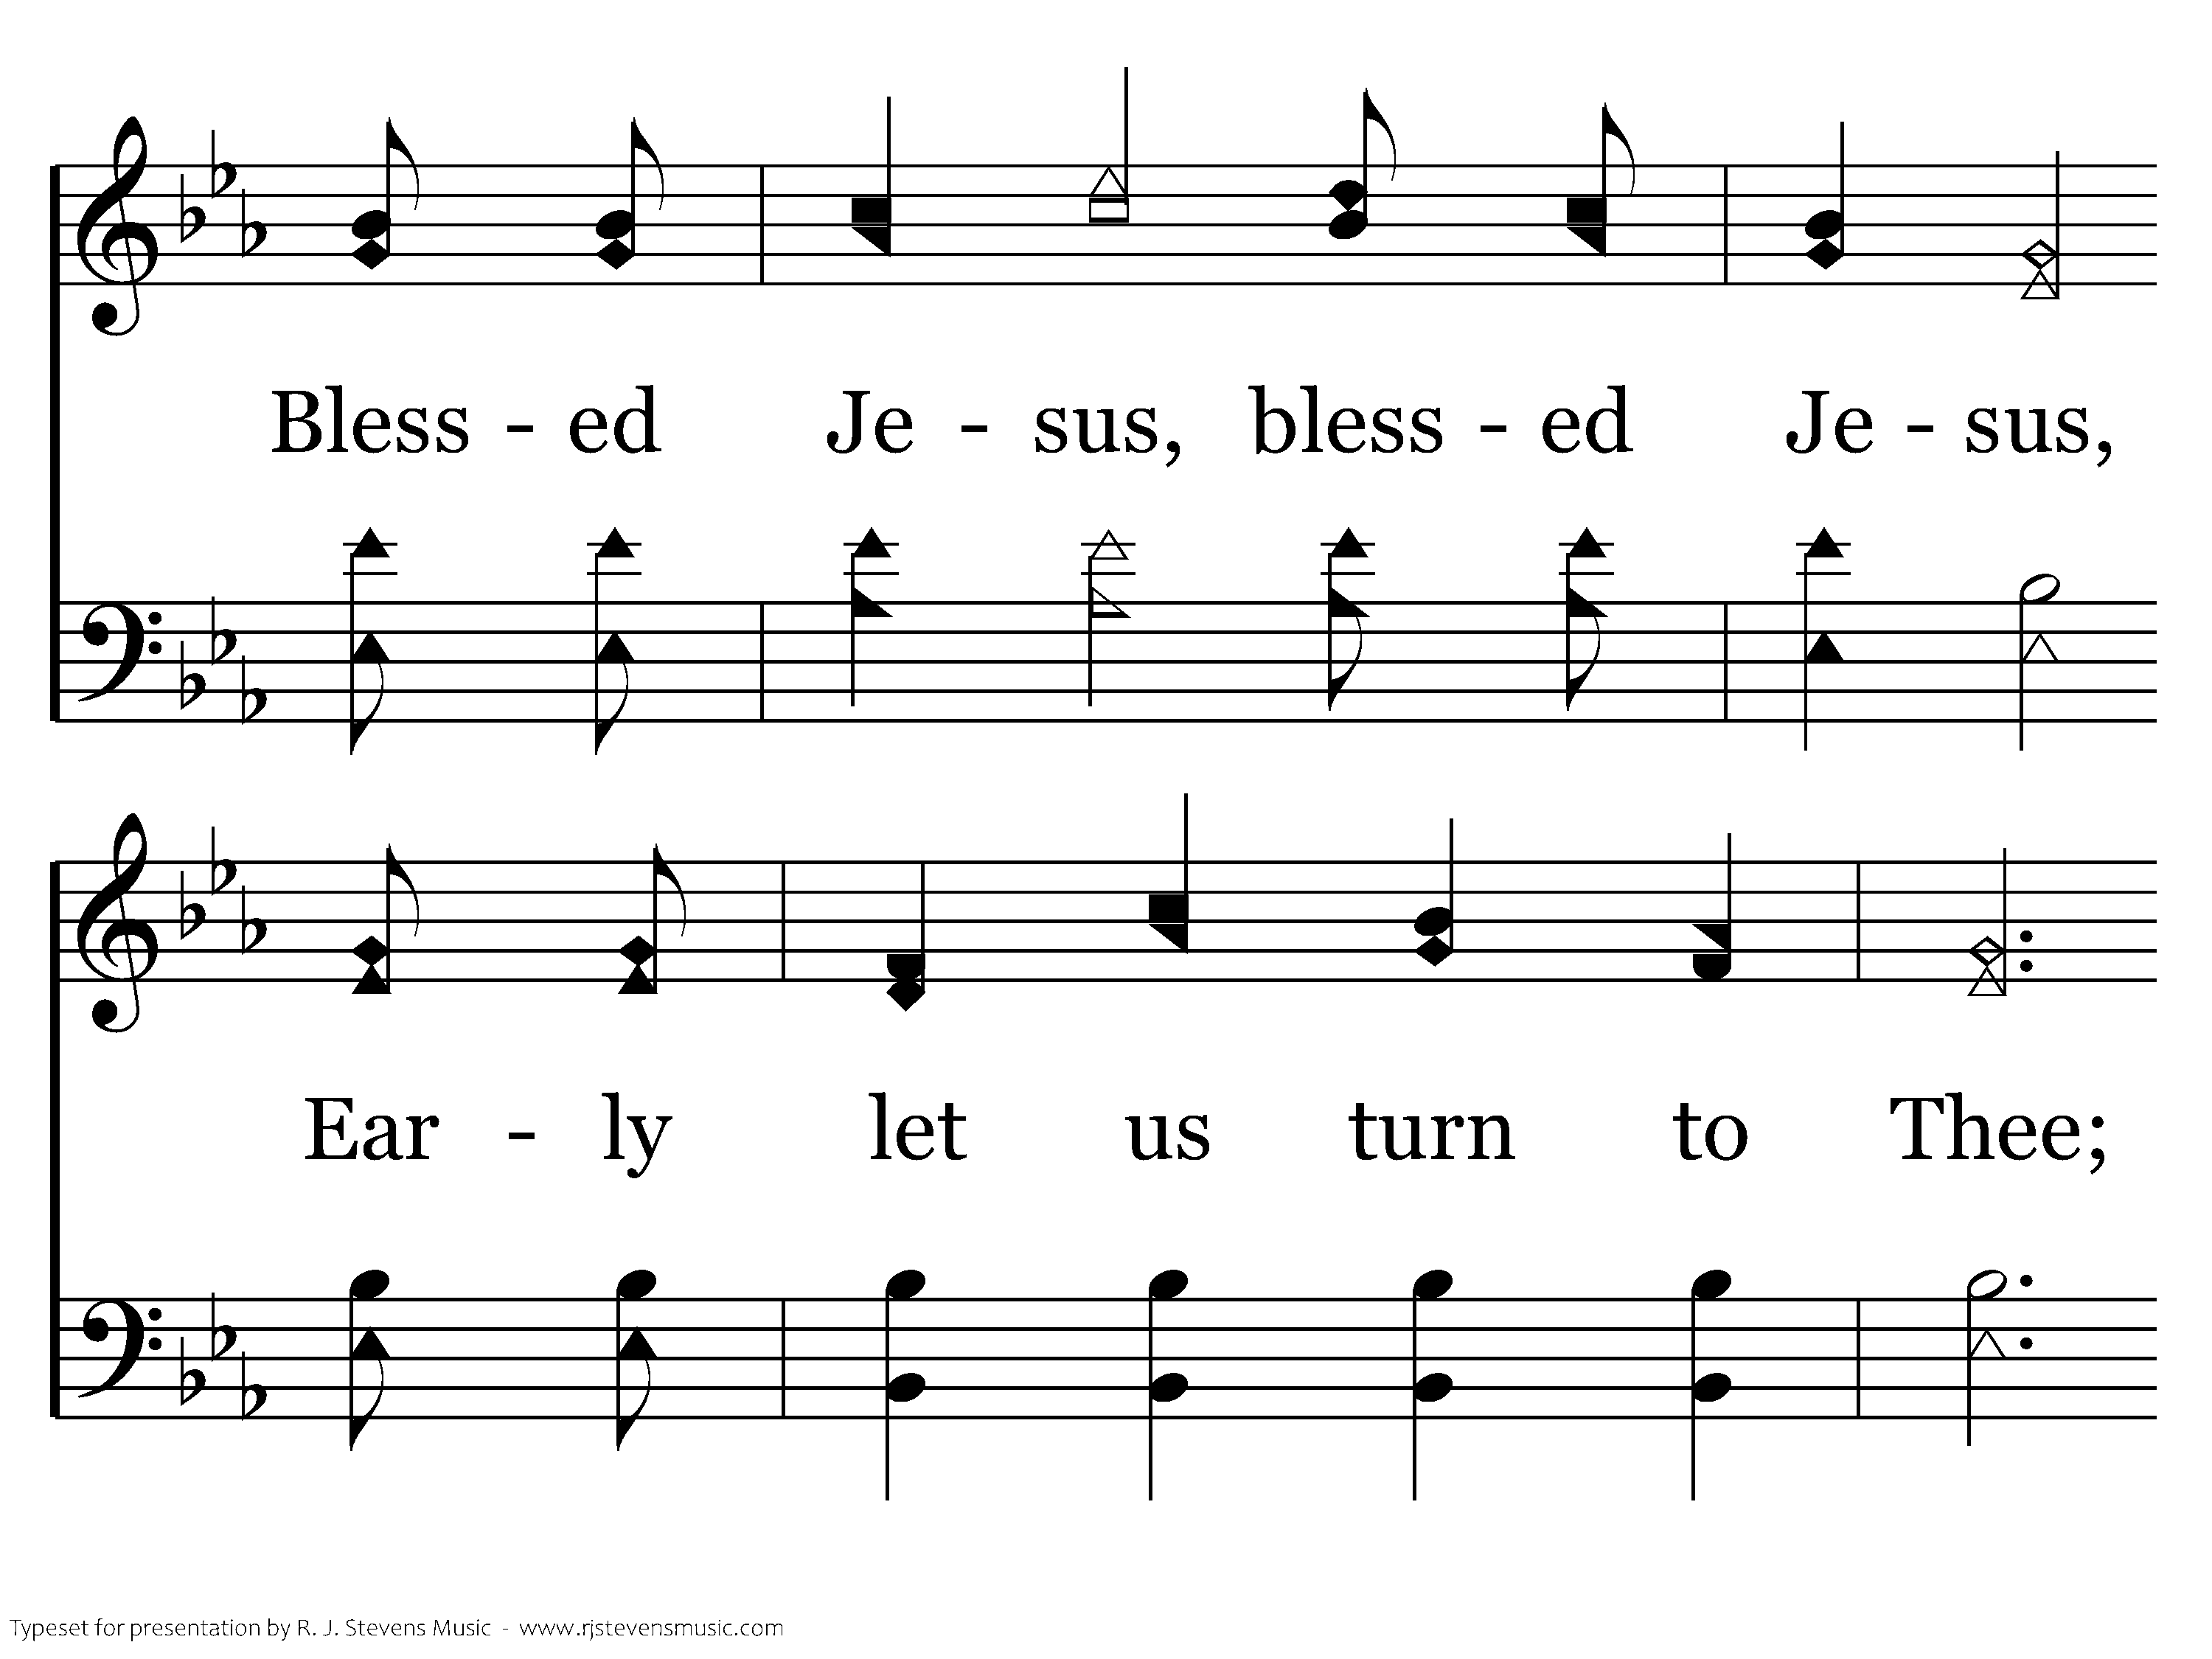 Bless - ed Je - sus, bless - ed Je - sus,
Ear - ly let us turn to Thee;
Typeset for presentation by R. J. Stevens Music - www.rjstevensmusic.com